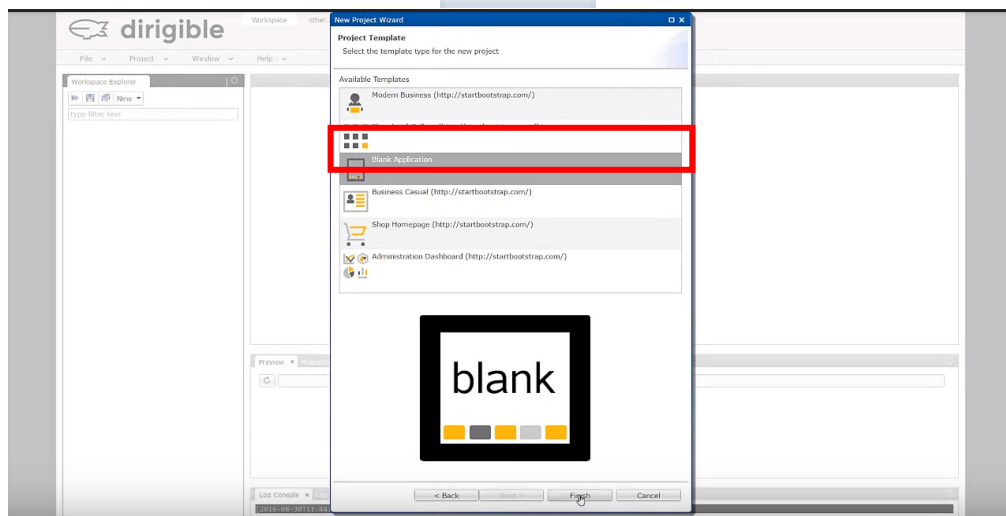 dirigible
Workspace
New Project Wizard
Project Template
Select the template type for the new project
File
Project
Window
Help
Available Templates
Workspace Explorer
Modern Business (http://startbootstrap.com/)
New
type filter text
Blank Application
Business Casual (http://startbootstrap.com/)
Shop Homepage (http://startbootstrap.com/)
Administration Dashboard (http://startbootstrap.com/)
blank
Preview
Log Console
< Back
Next >
Finish
Cancel